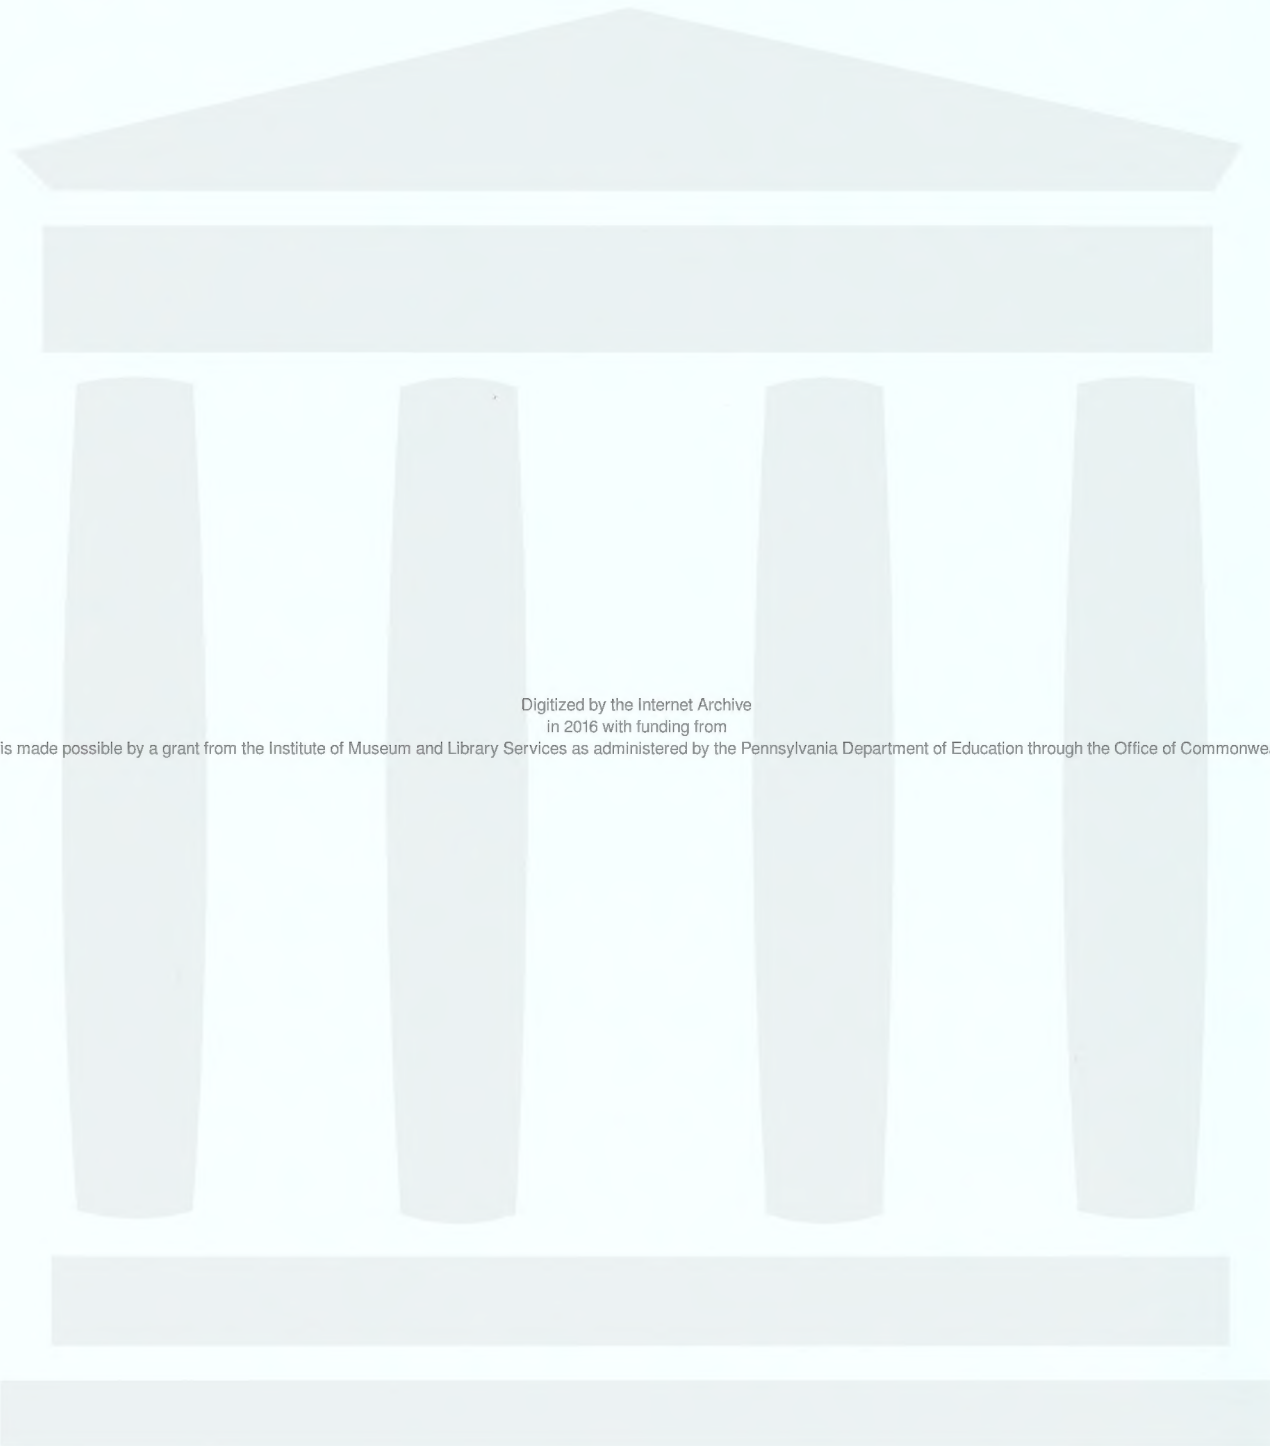 Digitized by the Internet Archive
in 2016 with funding from
is made possible by a grant from the Institute of Museum and Library Services as administered by the Pennsylvania Department of Education through the Office of